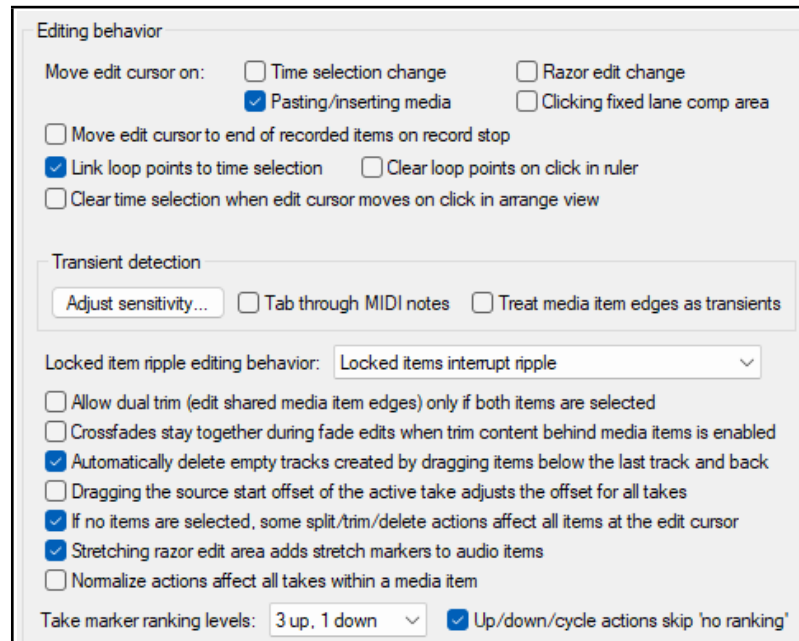 Editing behavior
Move edit cursor on: Time selection change Razor edit change
Pasting/inserting media Clicking fixed lane comp area
Move edit cursor to end of recorded items on record stop
Link loop points to time selection Clear loop points on click in ruler
Clear time selection when edit cursor moves on click in arrange view
Transient detection
Adjust sensitivity... Tab through MIDI notes Treat media item edges as transients
Locked item ripple editing behavior: Locked items interrupt ripple
Allow dual trim (edit shared media item edges) only if both items are selected
Crossfades stay together during fade edits when trim content behind media items is enabled
Automatically delete empty tracks created by dragging items below the last track and back
Dragging the source start offset of the active take adjusts the offset for all takes
If no items are selected, some split/trim/delete actions affect all items at the edit cursor
Stretching razor edit area adds stretch markers to audio items
Normalize actions affect all takes within a media item
Take marker ranking levels: 3 up, 1 down Up/down/cycle actions skip 'no ranking'